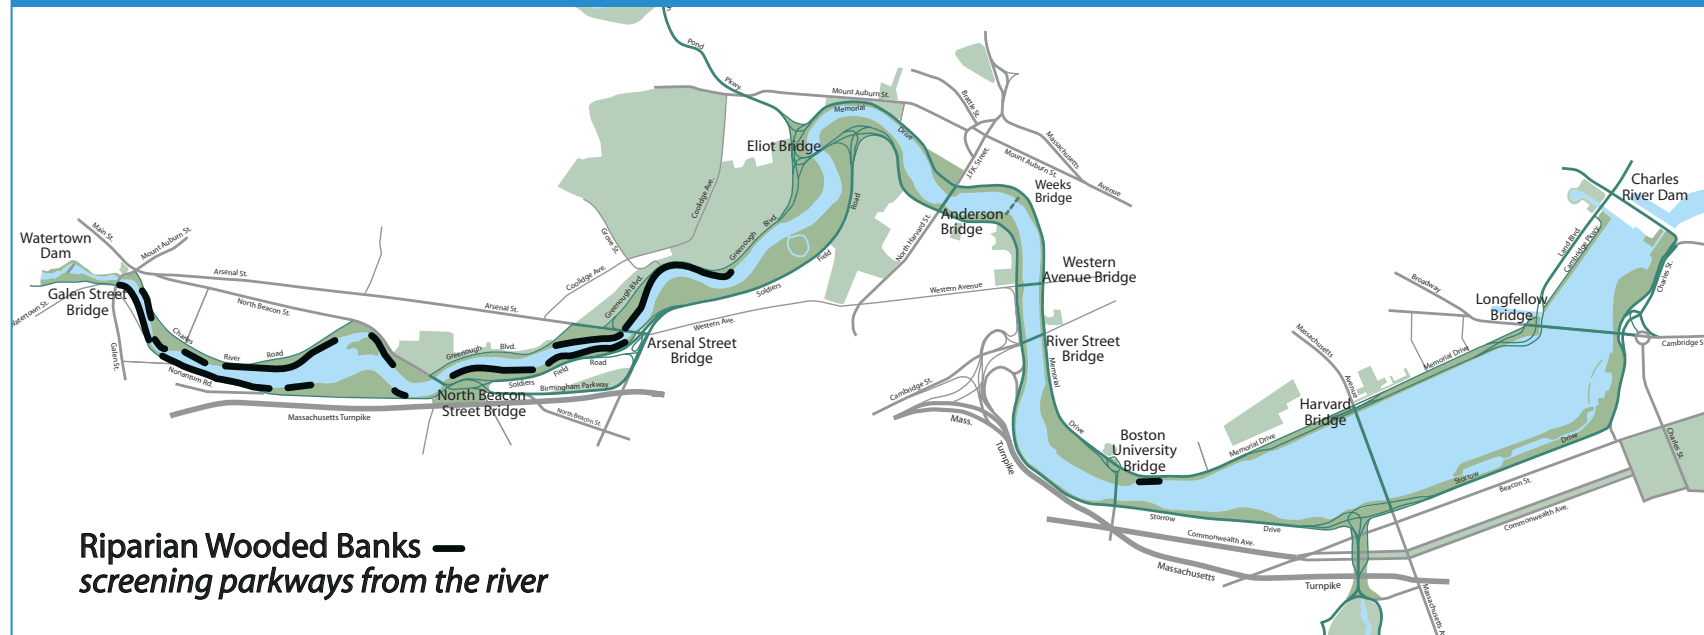 Pond
Pkwy.
Mount Auburn St.
Memorial
Drive
Brattle St.
Massachusetts
Avenue
Mount Auburn St.
J.F.K. Street
Eliot Bridge
Weeks
Bridge
Anderson
Bridge
Coolidge Ave.
Grove St.
Coolidge Ave.
Greenough
Blvd.
Greenough Blvd.
Road
Field
Soldiers
North Harvard St.
Western Avenue
Western Ave.
Western
Avenue Bridge
Charles
River Dam
Land Blvd.
Cambridge Pkwy.
Charles St.
Broadway
Longfellow
Bridge
Cambridge S
Main St.
Mount Auburn St.
Watertown
Dam
Galen Street
Bridge
Watertown St.
Galen St.
Arsenal St.
North Beacon St.
Arsenal St.
Charles
River
Road
Nonantum Rd.
Greenough
Blvd.
Soldiers
Field
Road
Birmingham Parkway
Arsenal Street
Bridge
North Beacon
Street Bridge
North Beacon St.
Massachusetts Turnpike
River Street
Bridge
Memorial
Drive
Cambridge St.
Mass.
Turnpike
Boston
University
Bridge
Memorial Drive
Memorial Drive
Massachusetts
Avenue
Harvard
Bridge
Storrow
Drive
Storrow
Drive
Beacon St.
Charles St.
Commonwealth Ave.
Commonwealth Ave.
Massachusetts
Turnpike
Massachusetts A
Riparian Wooded Banks
screening parkways from the river